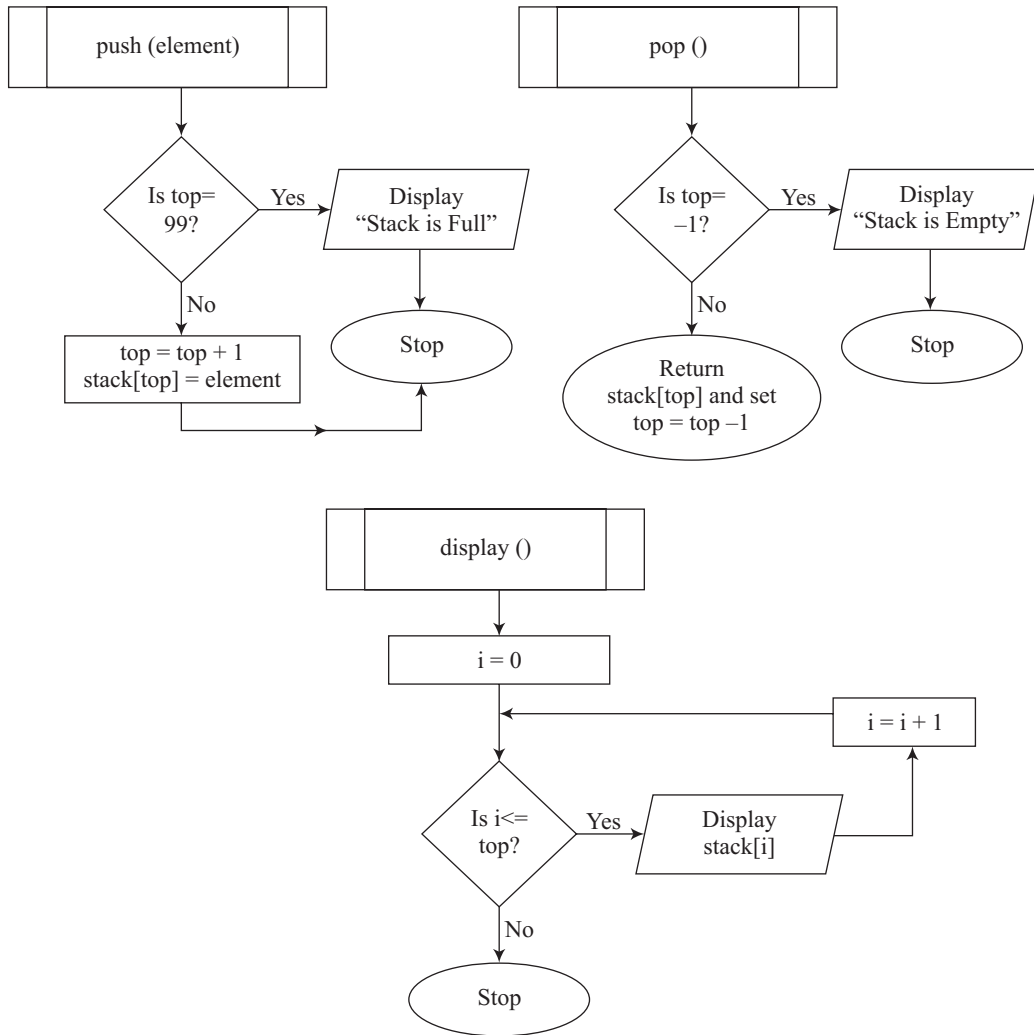 push (element)
Is top=
99?
Yes
Display
“Stack is Full”
No
top = top + 1
stack[top] = element
Stop
pop ()
Is top=
–1?
Yes
Display
“Stack is Empty”
No
Stop
Return
stack[top] and set
top = top –1
display ()
i = 0
i = i + 1
Is i<=
top?
Yes
Display
stack[i]
No
Stop